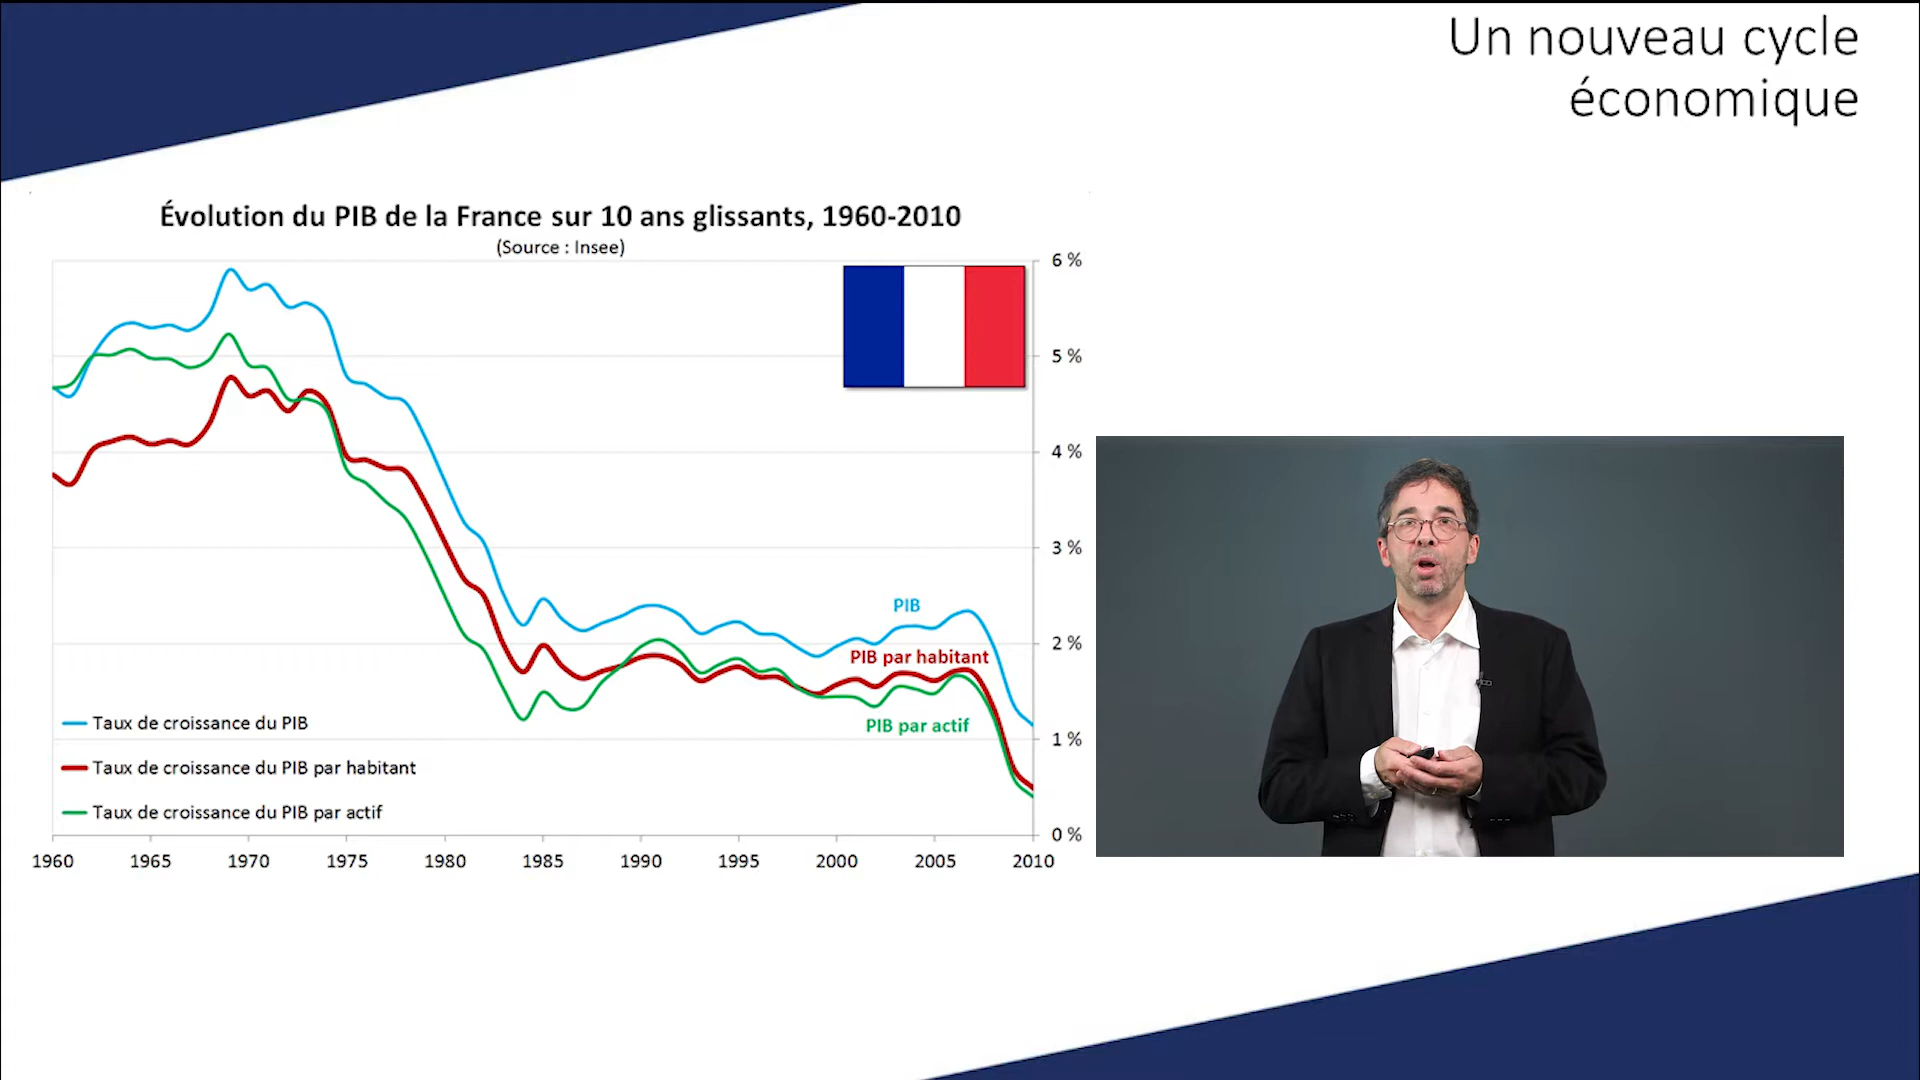 Un nouveau cycle
économique
Évolution du PIB de la France sur 10 ans glissants, 1960-2010
(Source : Insee)
6 %
5 %
4 %
3 %
2 %
1 %
0 %
PIB
PIB par habitant
PIB par actif
Taux de croissance du PIB
Taux de croissance du PIB par habitant
Taux de croissance du PIB par actif
1960 1965 1970 1975 1980 1985 1990 1995 2000 2005 2010